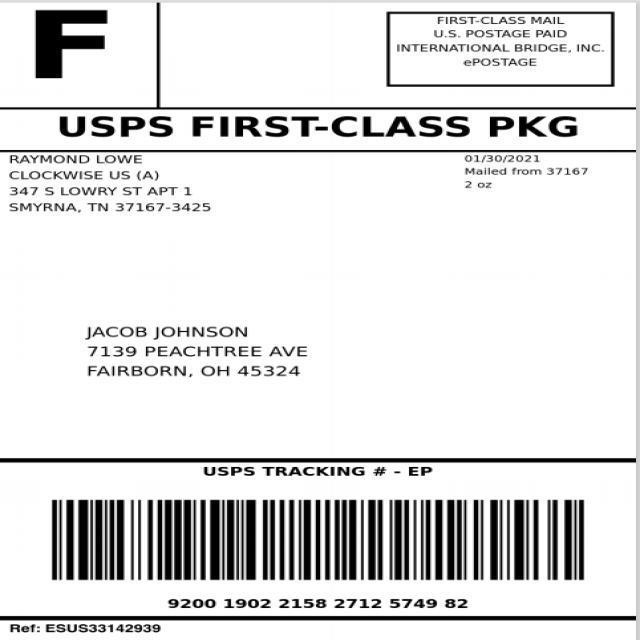 F
FIRST-CLASS MAIL
U.S. POSTAGE PAID
INTERNATIONAL BRIDGE, INC.
ePOSTAGE
USPS FIRST-CLASS PKG
RAYMOND LOWE
CLOCKWISE US (A)
347 S LOWRY ST APT 1
SMYRNA, TN 37167-3425
01/30/2021
Mailed from 37167
2 oz
JACOB JOHNSON
7139 PEACHTREE AVE
FAIRBORN, OH 45324
USPS TRACKING # - EP
9200 1902 2158 2712 5749 82
Ref: ESUS33142939